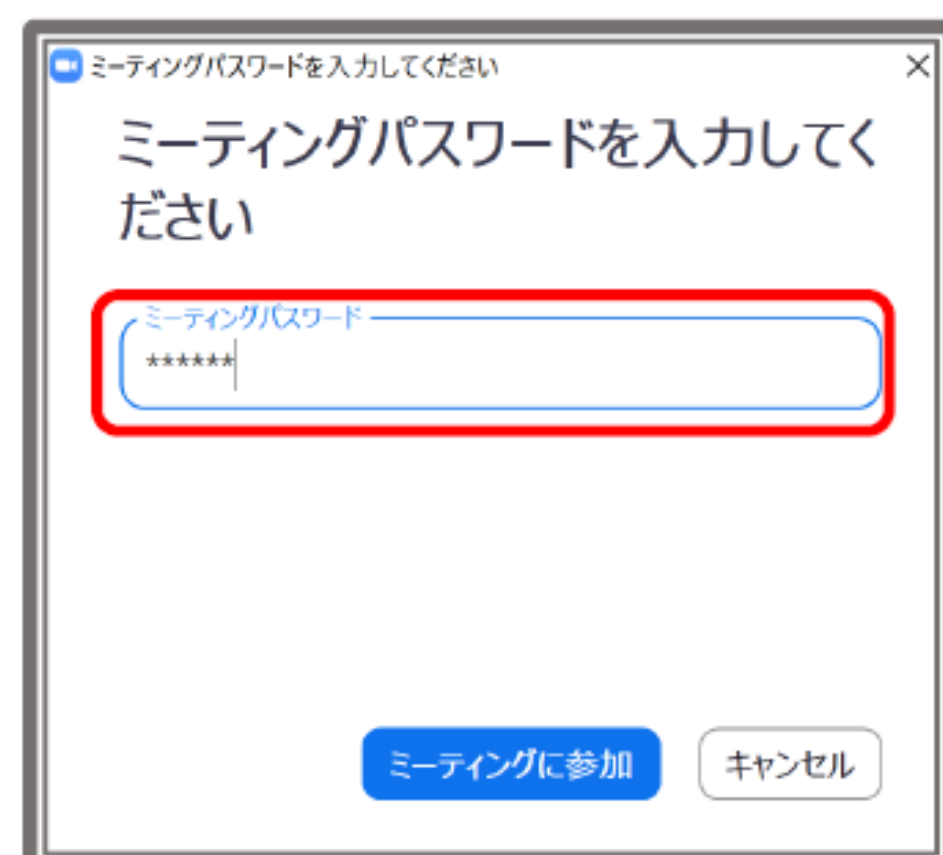 ミーティングパスワードを入力してください
ミーティングパスワードを入力してく
ださい
ミーティングパスワード
******
ミーティングに参加
キャンセル